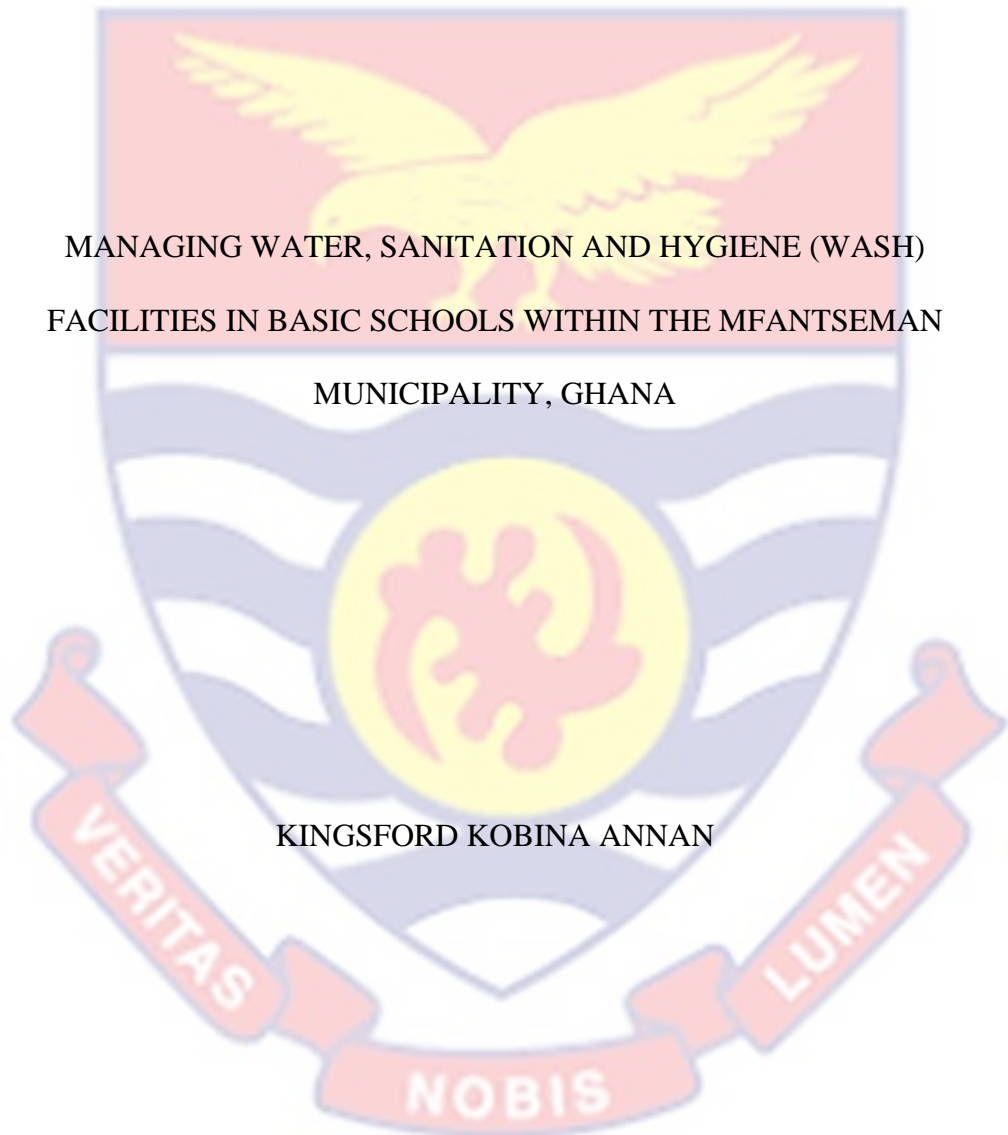 MANAGING WATER, SANITATION AND HYGIENE (WASH)
FACILITIES IN BASIC SCHOOLS WITHIN THE MFANTSEMAN
MUNICIPALITY, GHANA
KINGSFORD KOBINA ANNAN
VERITAS
NOBIS
LUMEN